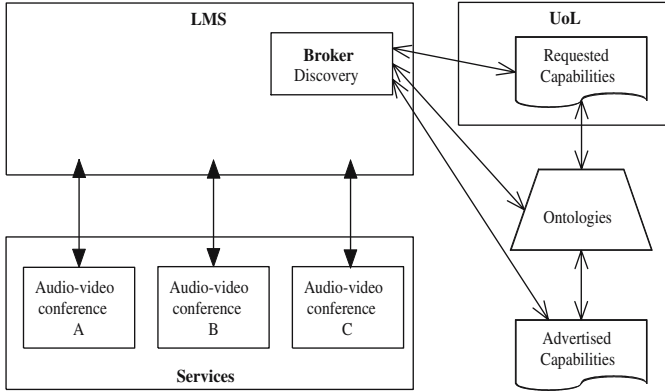 LMS
Broker
Discovery
UoL
Requested
Capabilities
Ontologies
Advertised
Capabilities
Audio-video
conference
A
Audio-video
conference
B
Audio-video
conference
C
Services